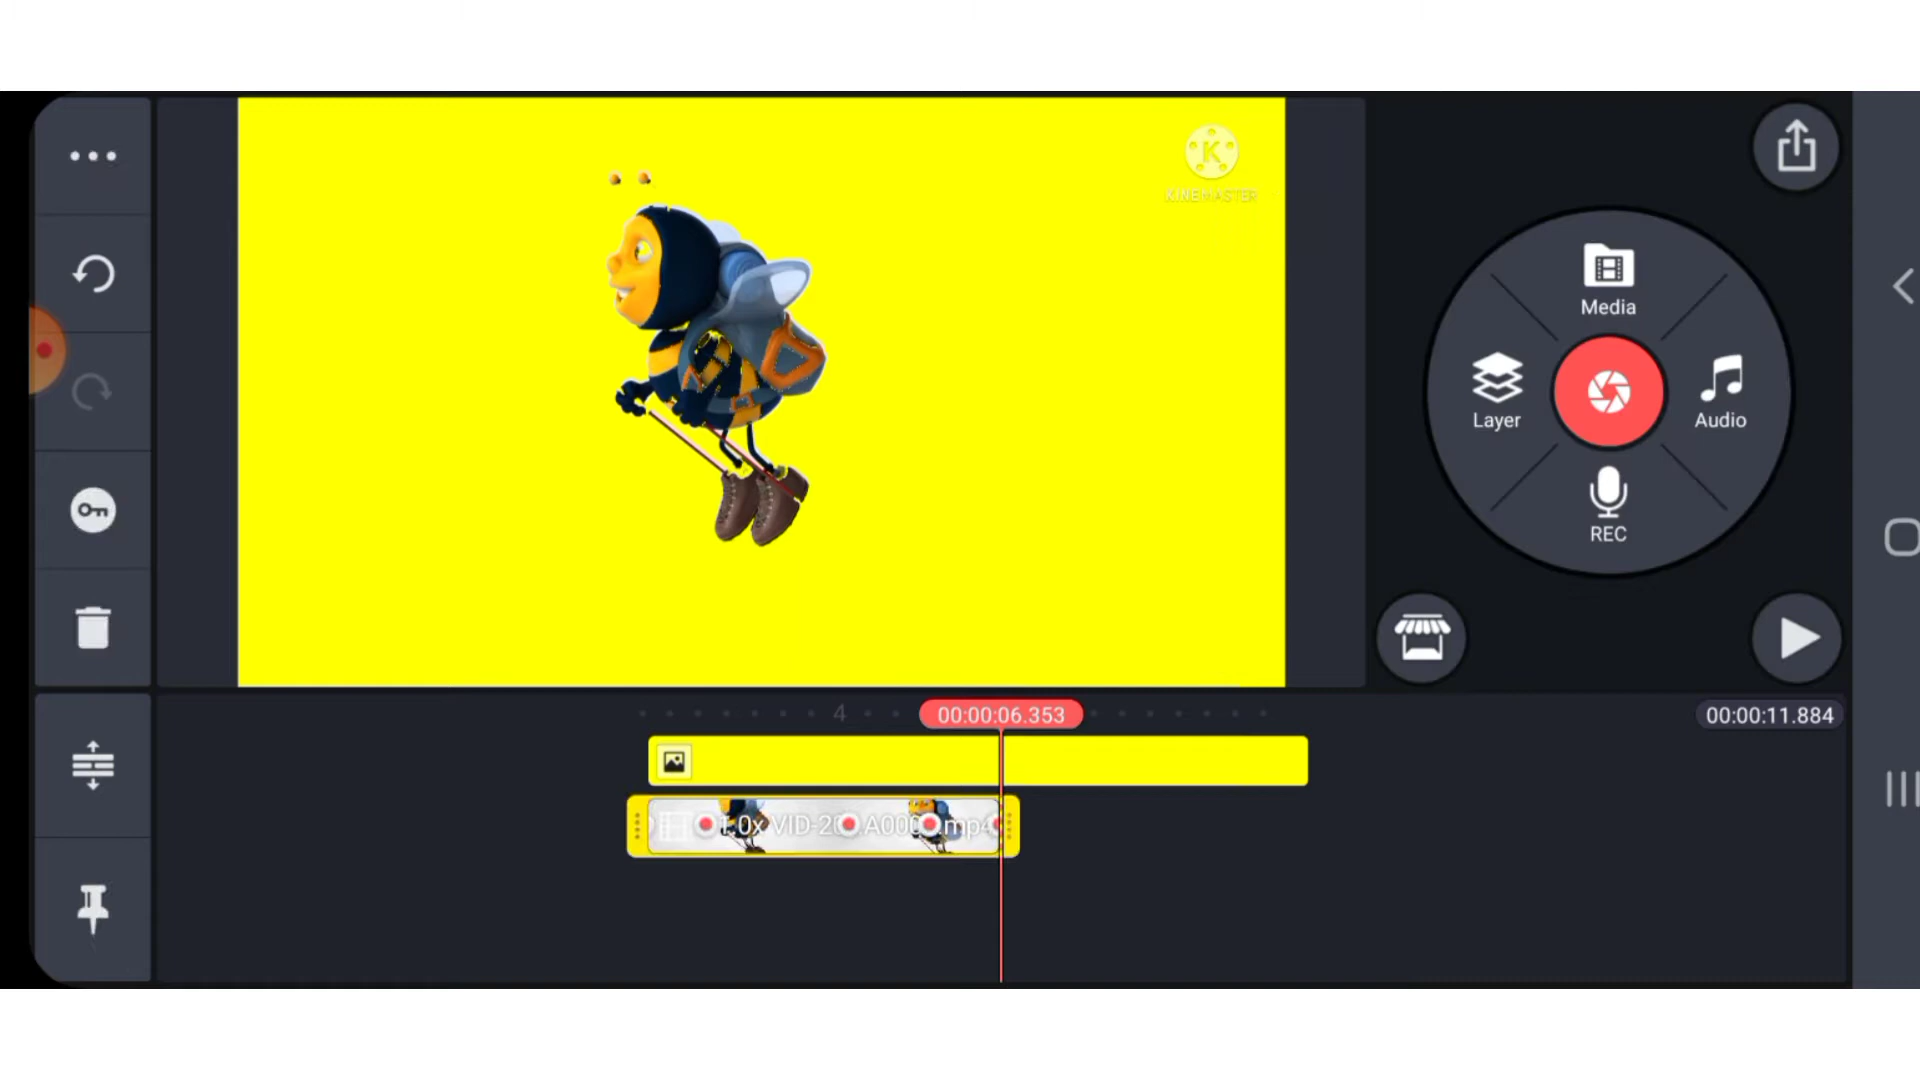 K
KINEMASTER
Media
Layer
Audio
REC
4
00:00:06.353
00:00:11.884
1.0x VID-20 A000 .mp4